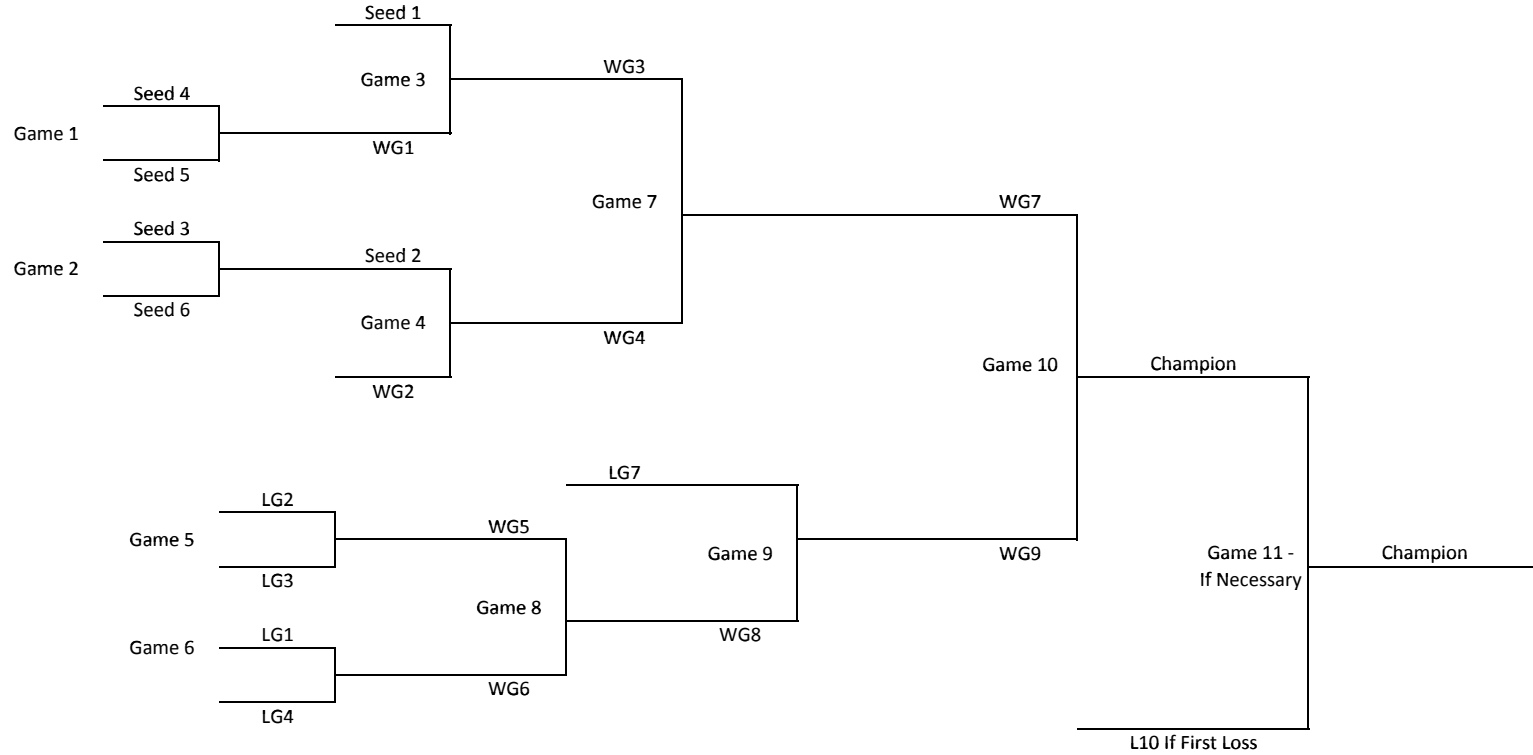 Seed 1
Game 3
WG3
Seed 4
Game 1
WG1
Seed 5
Game 7
WG7
Seed 3
Game 2
Seed 2
Seed 6
Game 4
WG4
Game 10
Champion
WG2
LG7
LG2
WG5
Game 5
Game 9
WG9
Game 11 -
If Necessary
Champion
LG3
Game 8
LG1
Game 6
WG8
WG6
LG4
L10 If First Loss